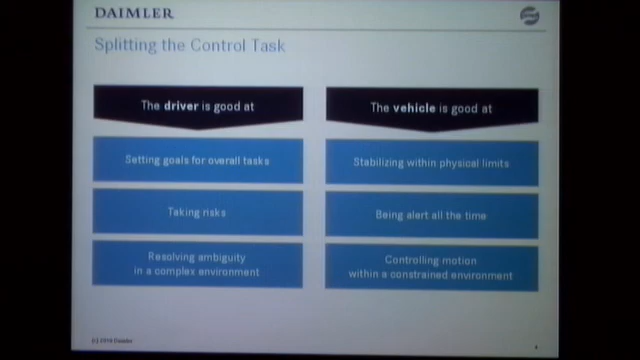 DAIMLER
Splitting the Control Task
The driver is good at
The vehicle is good at
Setting goals for overall tasks
Stabilizing within physical limits
Taking risks
Being alert all the time
Resolving ambiguity
in a complex environment
Controlling motion
within a constrained environment